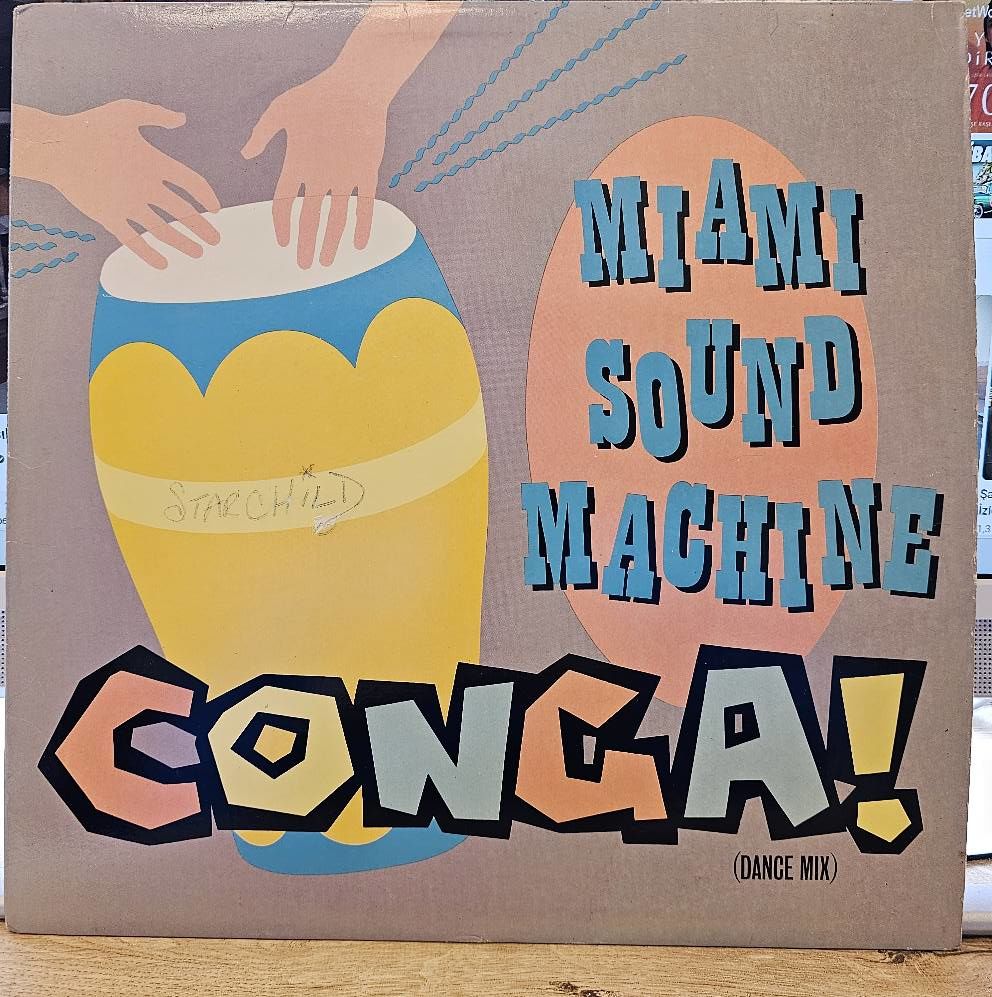 MIAMI
SOUND
MACHINE
STARCHILD
CONGA!
(DANCE MIX)